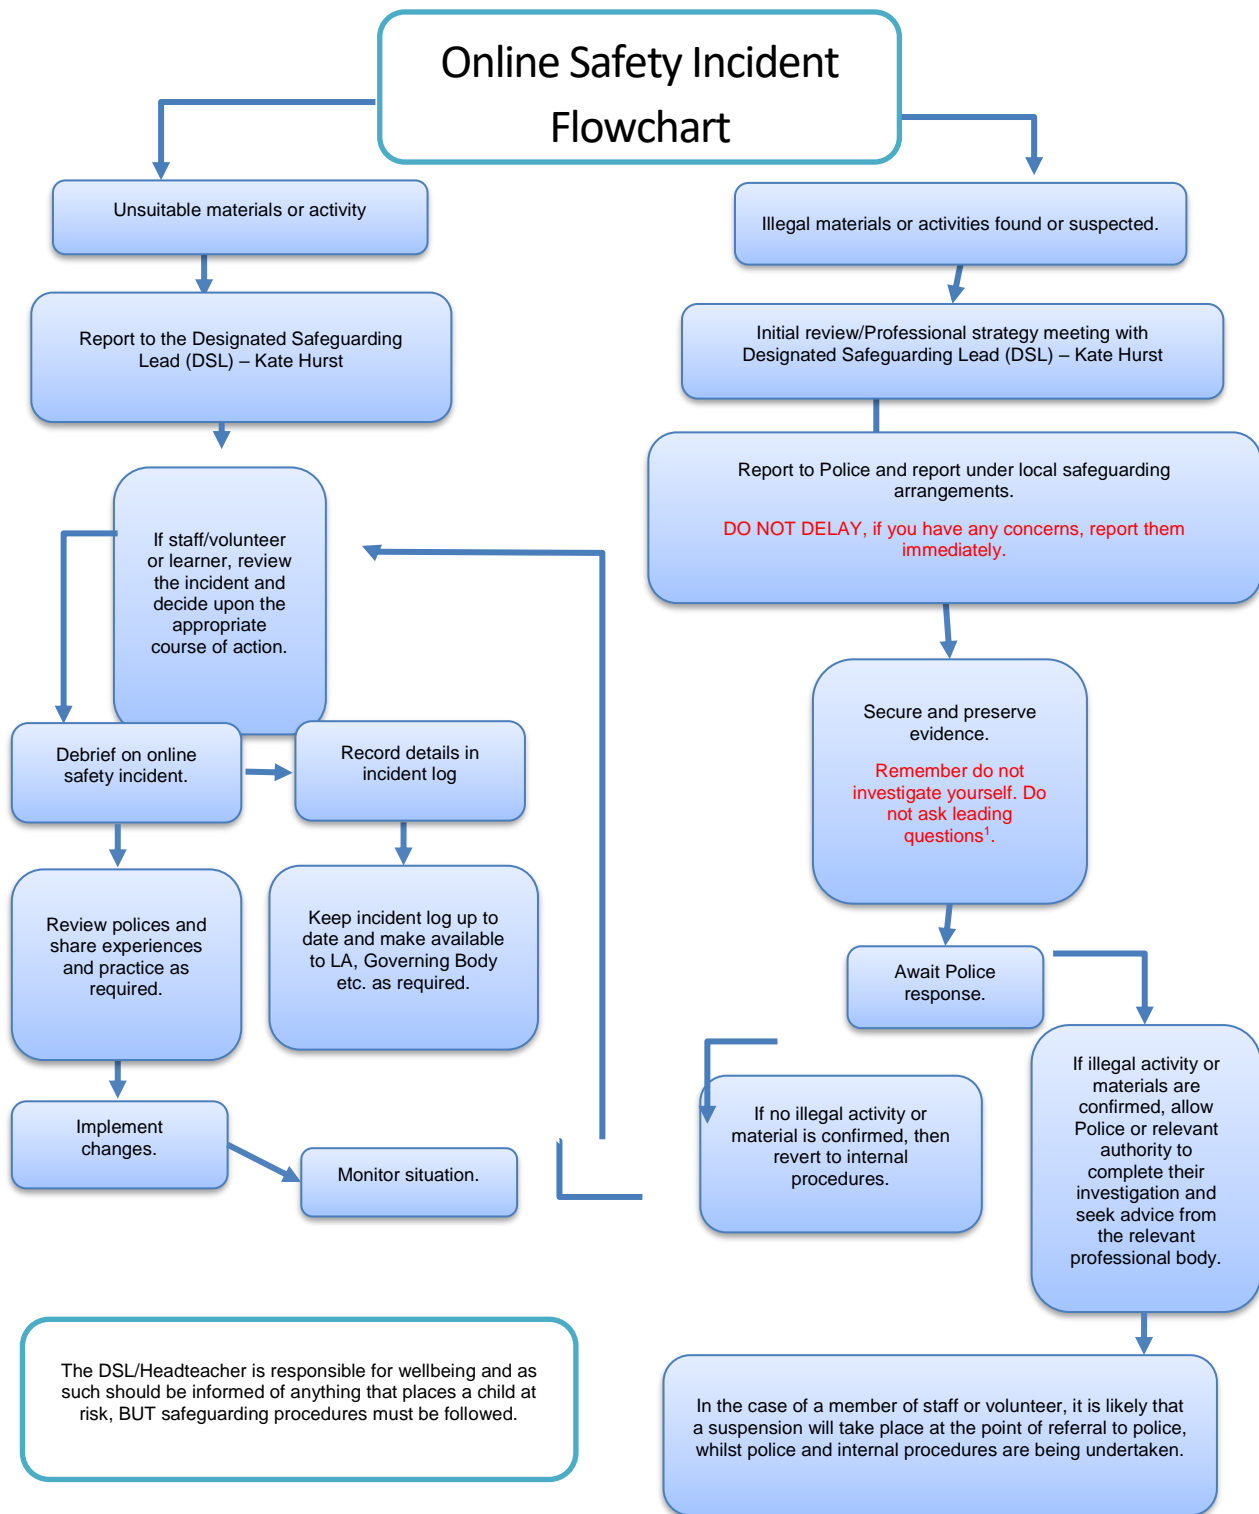 Online Safety Incident
Flowchart
Unsuitable materials or activity
Report to the Designated Safeguarding
Lead (DSL) – Kate Hurst
If staff/volunteer
or learner, review
the incident and
decide upon the
appropriate
course of action.
Debrief on online
safety incident.
Record details in
incident log
Review polices and
share experiences
and practice as
required.
Keep incident log up to
date and make available
to LA, Governing Body
etc. as required.
Implement
changes.
Monitor situation.
Illegal materials or activities found or suspected.
Initial review/Professional strategy meeting with
Designated Safeguarding Lead (DSL) – Kate Hurst
Report to Police and report under local safeguarding
arrangements.
DO NOT DELAY, if you have any concerns, report them
immediately.
Secure and preserve
evidence.
Remember do not
investigate yourself. Do
not ask leading
questions¹.
Await Police
response.
If no illegal activity or
material is confirmed, then
revert to internal
procedures.
If illegal activity or
materials are
confirmed, allow
Police or relevant
authority to
complete their
investigation and
seek advice from
the relevant
professional body.
In the case of a member of staff or volunteer, it is likely that
a suspension will take place at the point of referral to police,
whilst police and internal procedures are being undertaken.
The DSL/Headteacher is responsible for wellbeing and as
such should be informed of anything that places a child at
risk, BUT safeguarding procedures must be followed.